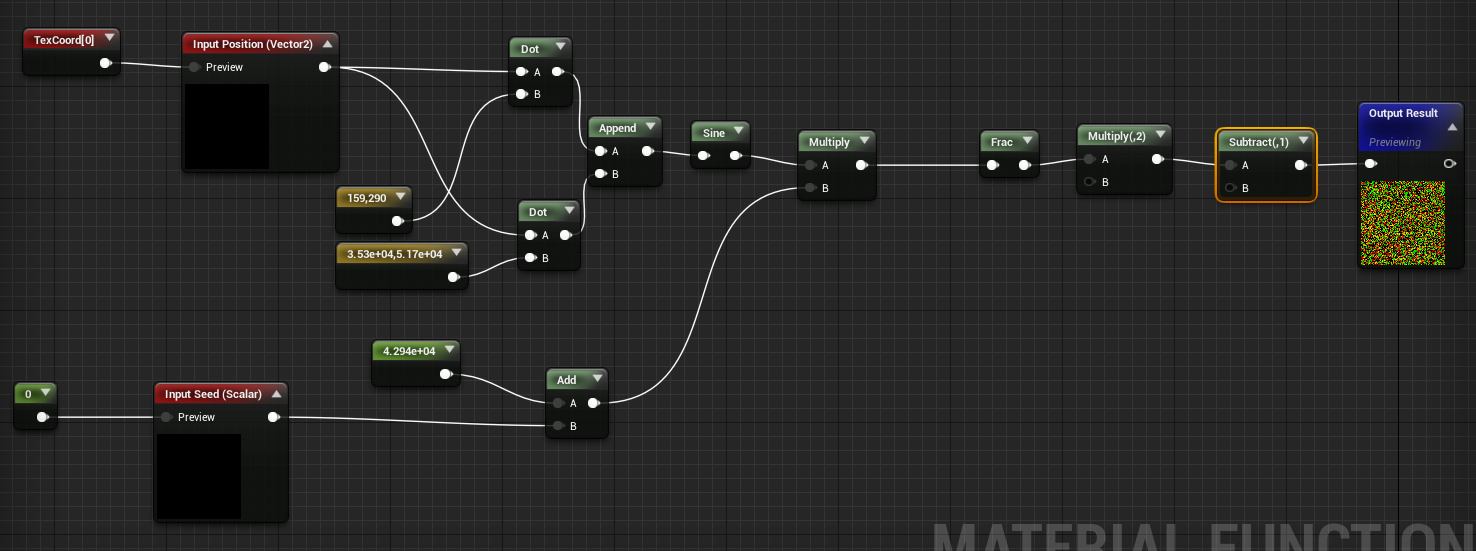 TexCoord[0]
Input Position (Vector2)
Preview
Dot
A
B
159,290
3.53e+04,5.17e+04
Dot
A
B
Append
A
B
Sine
Multiply
A
B
Frac
Multiply(,2)
A
B
Subtract(,1)
A
B
Output Result
Previewing
0
Input Seed (Scalar)
Preview
4.294e+04
Add
A
B
MATERIAL FUNCTION